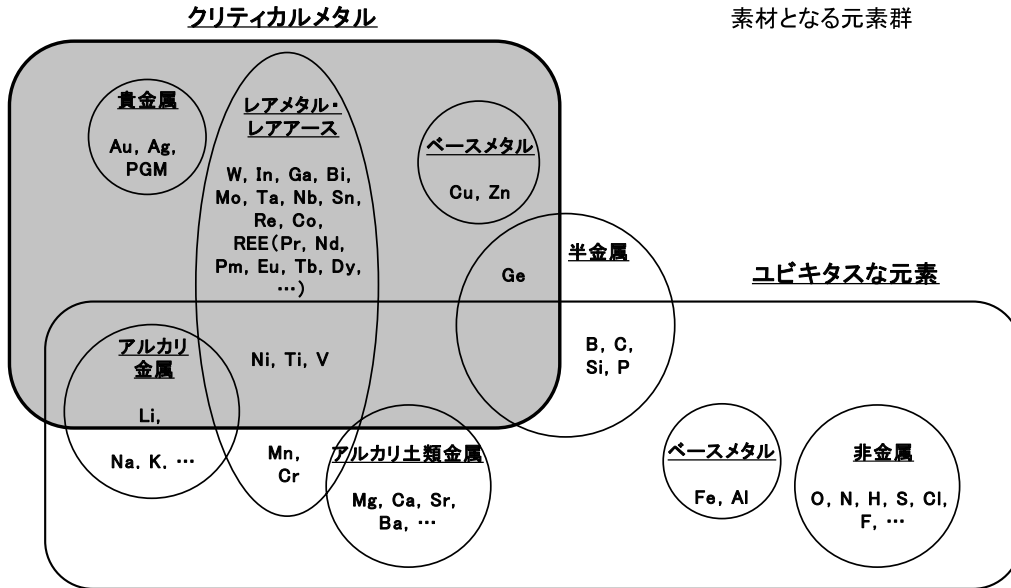 クリティカルメタル
素材となる元素群
貴金属
Au, Ag,
PGM
レアメタル・
レアアース
W, In, Ga, Bi,
Mo, Ta, Nb, Sn,
Re, Co,
REE(Pr, Nd,
Pm, Eu, Tb, Dy,
…)
ベースメタル
Cu, Zn
半金属
Ge
ユビキタスな元素
B, C,
Si, P
アルカリ
金属
Li,
Na, K, …
Ni, Ti, V
Mn,
Cr
アルカリ土類金属
Mg, Ca, Sr,
Ba, …
ベースメタル
Fe, Al
非金属
O, N, H, S, Cl,
F, …